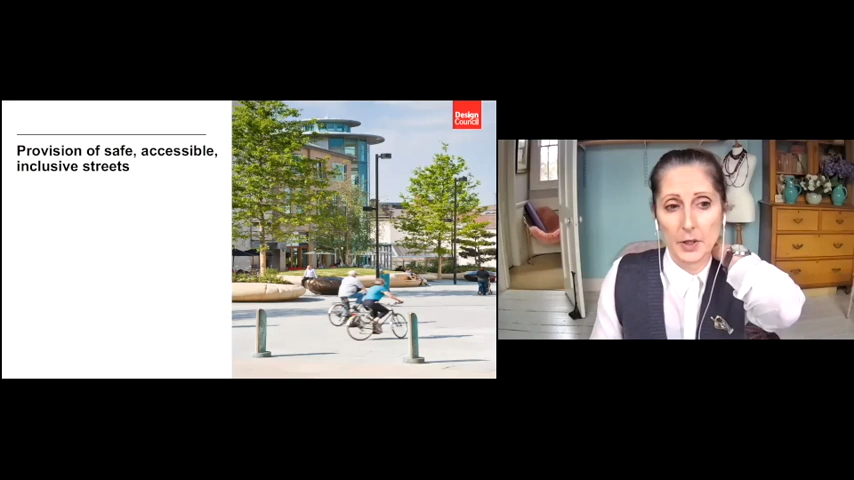 Provision of safe, accessible,
inclusive streets
Design
Council